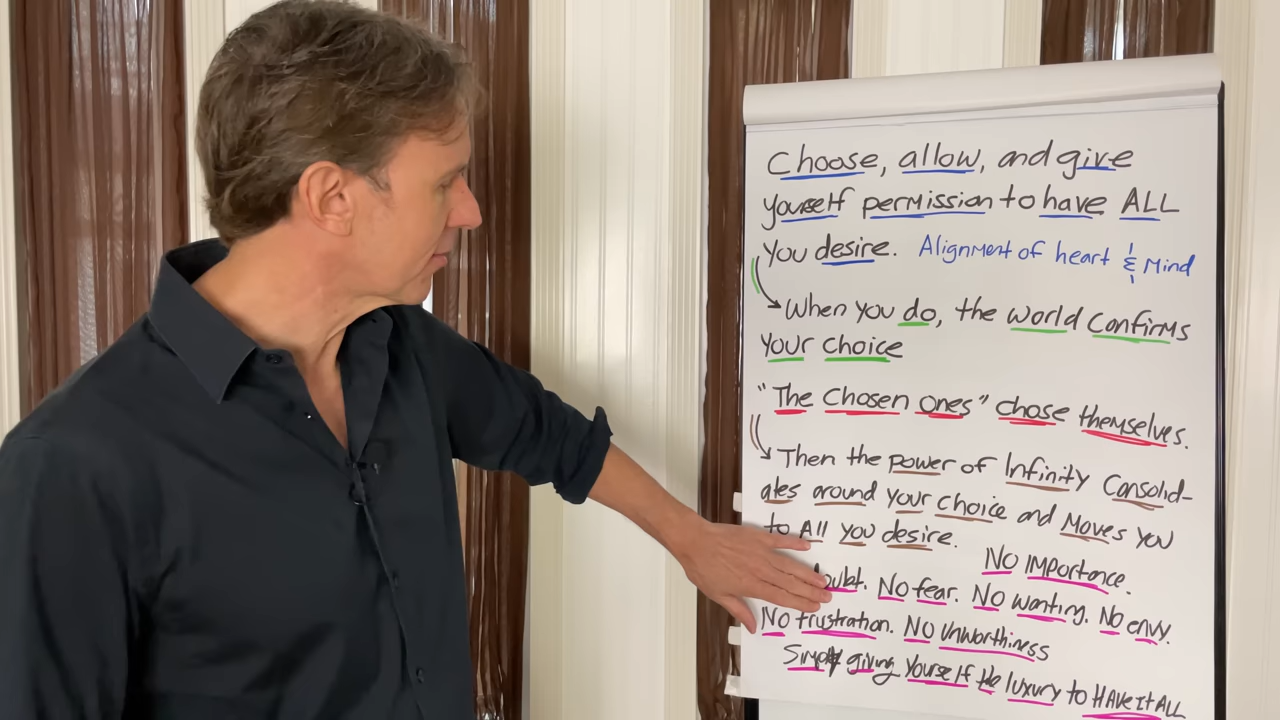 Choose, allow, and give
yourself permission to have ALL
You desire. Alignment of heart & Mind
When you do, the world confirms
your choice
"The Chosen ones" chose themselves.
Then the power of Infinity Consolid-
ates around your choice and moves you
to All you desire.
No importance.
doubt. No fear. No wanting. No envy.
No frustration. No Unworthiness
Simply giving yourself the luxury to HAVE it ALL